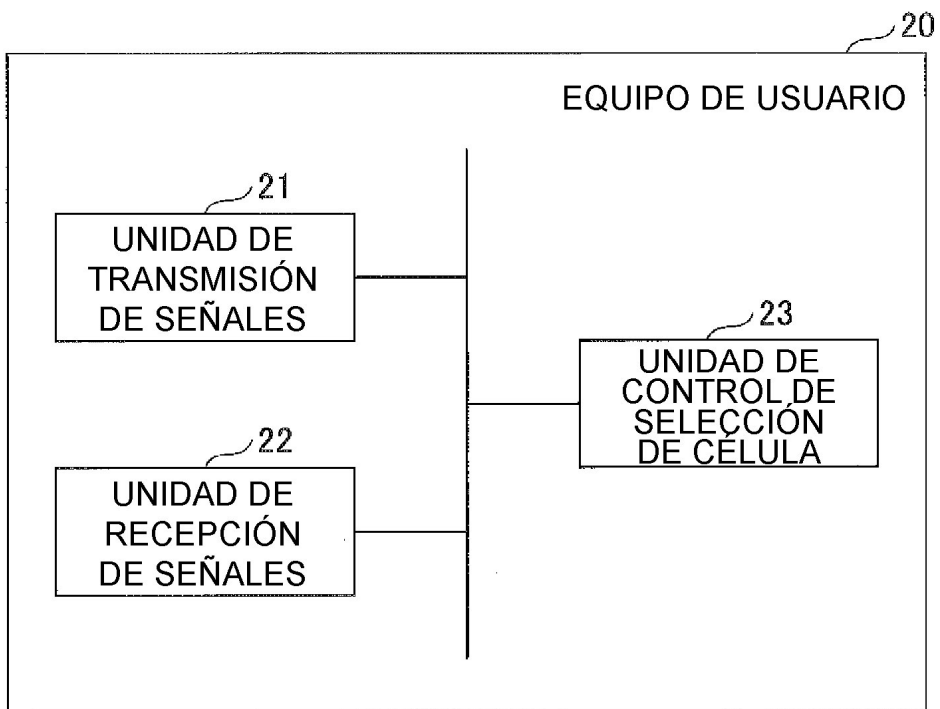 20
EQUIPO DE USUARIO
21
UNIDAD DE
TRANSMISIÓN
DE SEÑALES
23
UNIDAD DE
CONTROL DE
SELECCIÓN
DE CÉLULA
22
UNIDAD DE
RECEPCIÓN
DE SEÑALES